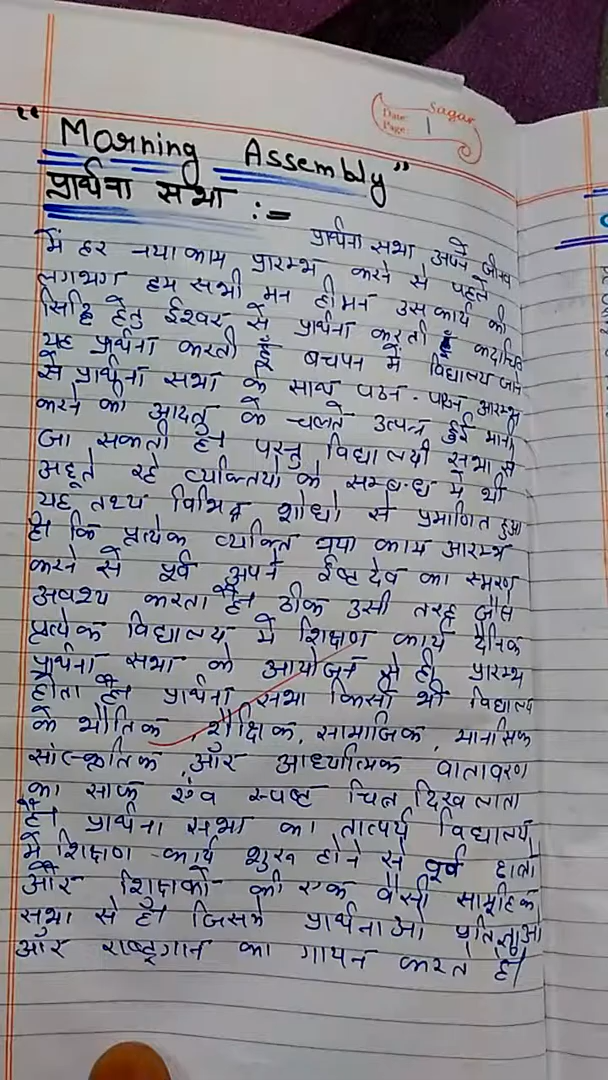 Sagar
Date:
Page: 1
"Morning Assembly"
प्रार्थना सभा :-
प्रार्थना सभा अपने जीवन
में हर नया काम प्रारम्भ करने से पहले
लगभग हम सभी मन ही मन उस कार्य की
सिद्धि हेतु ईश्वर से प्रार्थना करती हूँ कदाचित
यह प्रार्थना करती हूँ बचपन में विद्यालय जाने
से प्रार्थना सभा के साथ पठन-पाठन आरम्भ
करने की आदत के चलते उत्पन्न हुई मानी
जा सकती है। परन्तु विद्यालयी सभा से
अछूते रहे व्यक्तियों के सम्बन्ध में भी
यह तथ्य विभिन्न शोधो से प्रमाणित हुआ
है कि प्रत्येक व्यक्ति नया काम आरम्भ
करने से पूर्व अपने ईष्ट देव का स्मरण
अवश्य करता है। ठीक उसी तरह जैसे
प्रत्येक विद्यालय में शिक्षण कार्य दैनिक
प्रार्थना सभा के आयोजन से ही प्रारम्भ
होता है। प्रार्थना सभा किसी भी विद्यालय
के भौतिक, शैक्षिक, सामाजिक, मानसिक
सांस्कृतिक और आध्यात्मिक वातावरण
का साफ एंव स्पष्ट चित्र दिखलाता
है। प्रार्थना सभा का तात्पर्य विद्यालय
में शिक्षण-कार्य शुरू होने से पूर्व छात्रों
और शिक्षकों की एक वैसी सामूहिक
सभा से है। जिसमे प्रार्थनाओ प्रतिज्ञाओ
और राष्ट्रगान का गायन करते है।